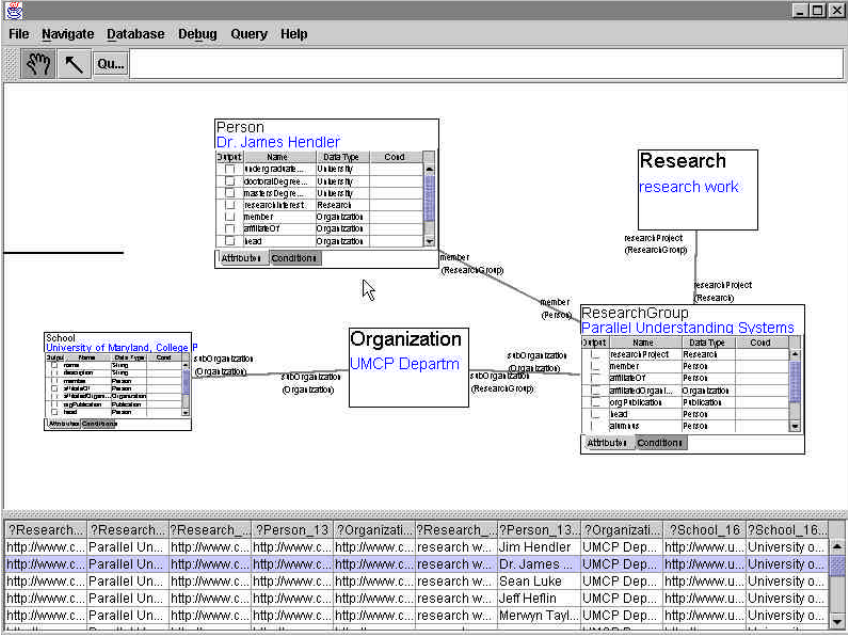 File Navigate Database Debug Query Help
Qu...
Person
Dr. James Hendler
Output Name Data Type Cond
undergraduate... University
doctoralDegree... University
mastersDegre... University
researchInterest Research
member Organization
affiliateOf Organization
head Organization
Attributes Conditions
Research
research work
researchProject
(ResearchGroup)
member
(ResearchGroup)
researchProject
(Research)
member
(Person)
ResearchGroup
Parallel Understanding Systems
Output Name Data Type Cond
researchProject Research
member Person
affiliateOf Person
affiliatedOrgani... Organization
orgPublication Publication
head Person
alumnus Person
Attributes Conditions
School
University of Maryland, College P
Output Name Data Type Cond
name String
description String
member Person
affiliateOf Person
affiliatedOrgani... Organization
orgPublication Publication
head Person
Attributes Conditions
subOrganization
(Organization)
subOrganization
(Organization)
Organization
UMCP Departm
subOrganization
(Organization)
subOrganization
(ResearchGroup)
?Research... ?Research... ?Research_... ?Person_13 ?Organizati... ?Research_... ?Person_13... ?Organizati... ?School_16 ?School_16...
http://www.c... Parallel Un... http://www.c... http://www.c... http://www.c... research w... Jim Hendler UMCP Dep... http://www.u... University o...
http://www.c... Parallel Un... http://www.c... http://www.c... http://www.c... research w... Dr. James ... UMCP Dep... http://www.u... University o...
http://www.c... Parallel Un... http://www.c... http://www.c... http://www.c... research w... Sean Luke UMCP Dep... http://www.u... University o...
http://www.c... Parallel Un... http://www.c... http://www.c... http://www.c... research w... Jeff Heflin UMCP Dep... http://www.u... University o...
http://www.c... Parallel Un... http://www.c... http://www.c... http://www.c... research w... Merwyn Tayl... UMCP Dep... http://www.u... University o...